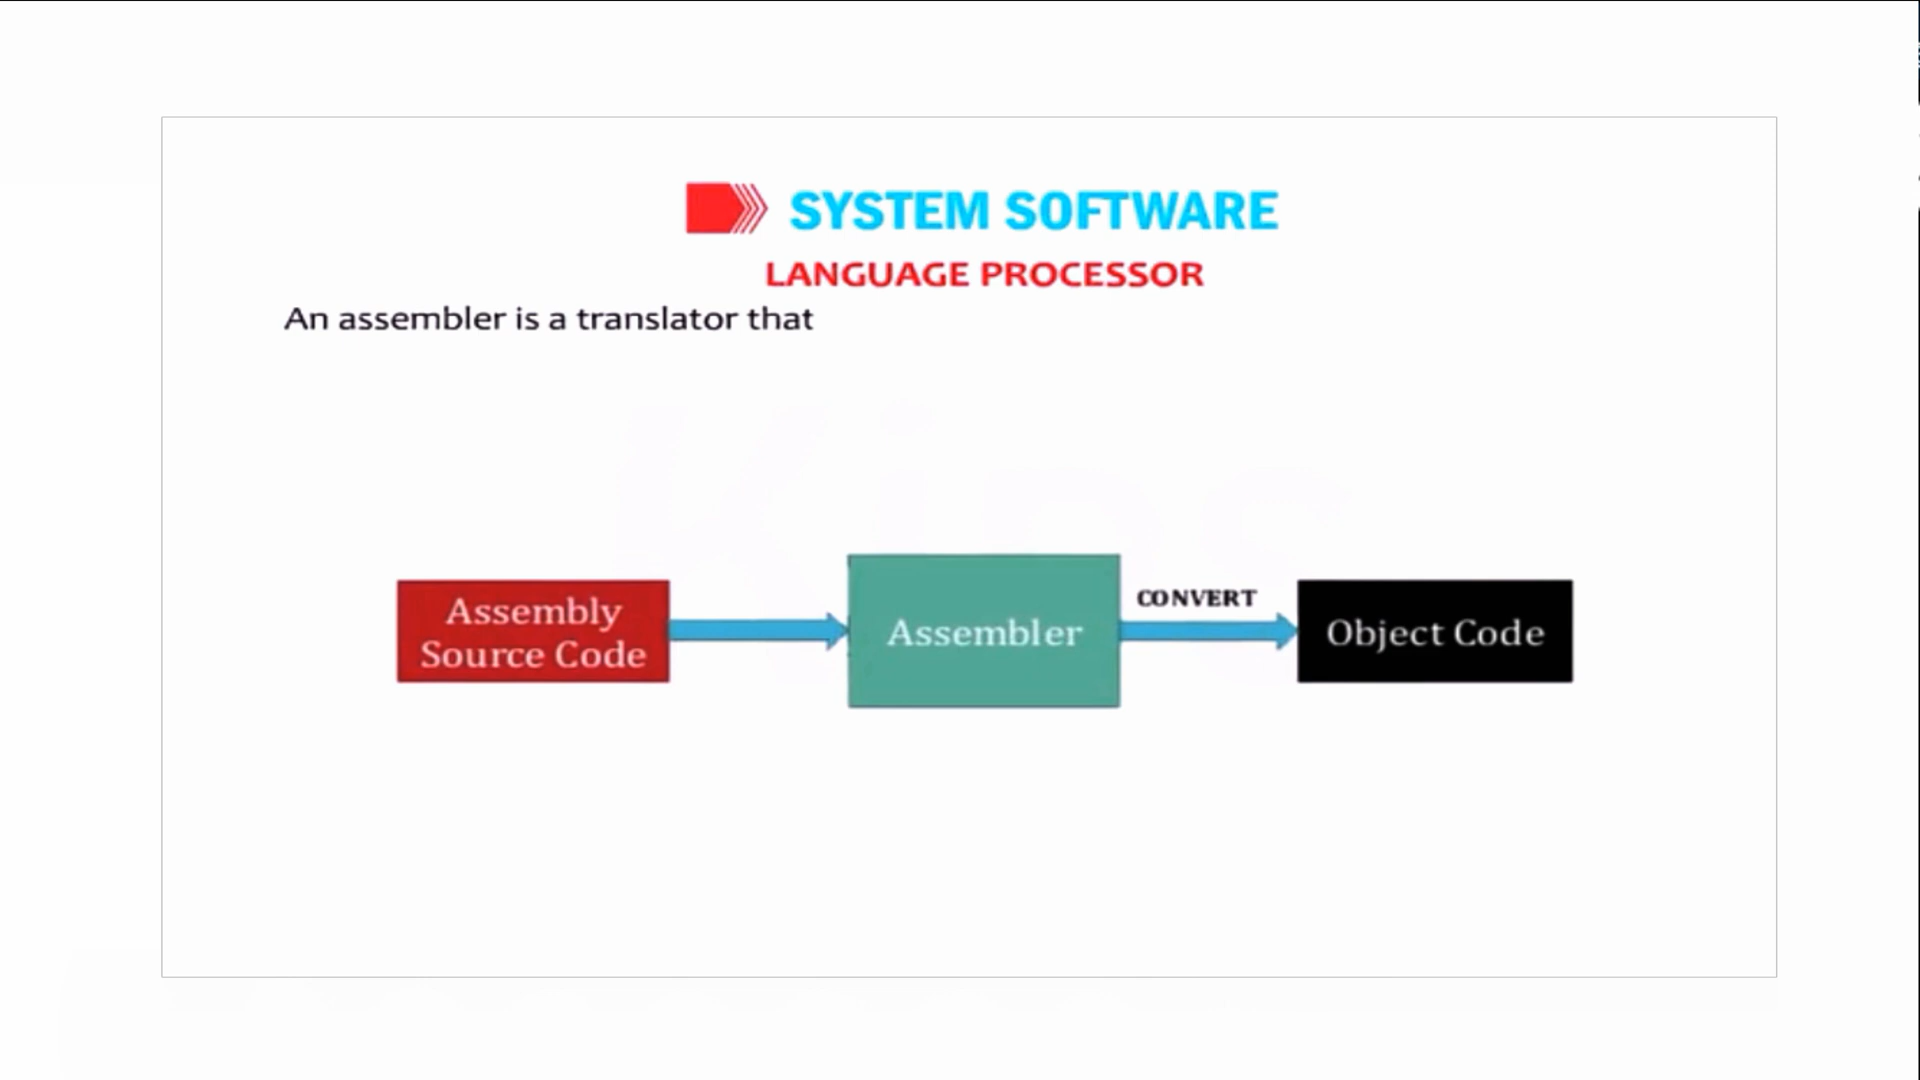 SYSTEM SOFTWARE
LANGUAGE PROCESSOR
An assembler is a translator that
Assembly
Source Code
Assembler
CONVERT
Object Code